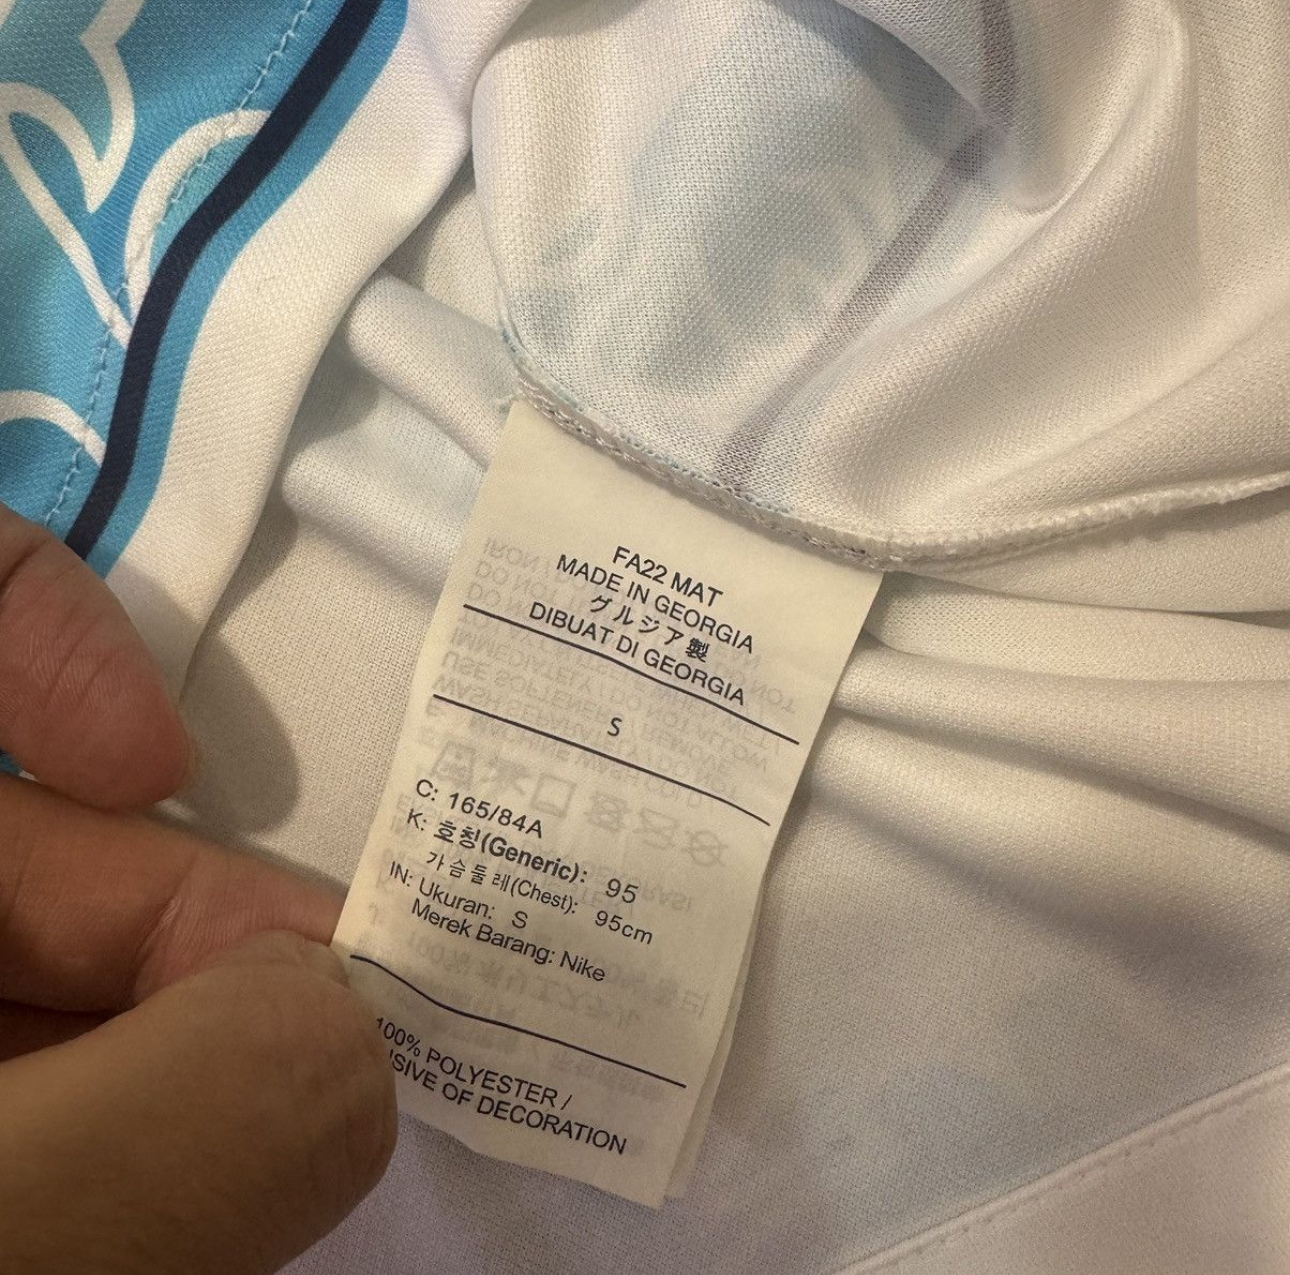 FA22 MAT
MADE IN GEORGIA
グルジア製
DIBUAT DI GEORGIA
S
C: 165/84A
K: 호칭(Generic): 95
가슴둘레(Chest): 95cm
IN: Ukuran: S
Merek Barang: Nike
100% POLYESTER /
OF DECORATION